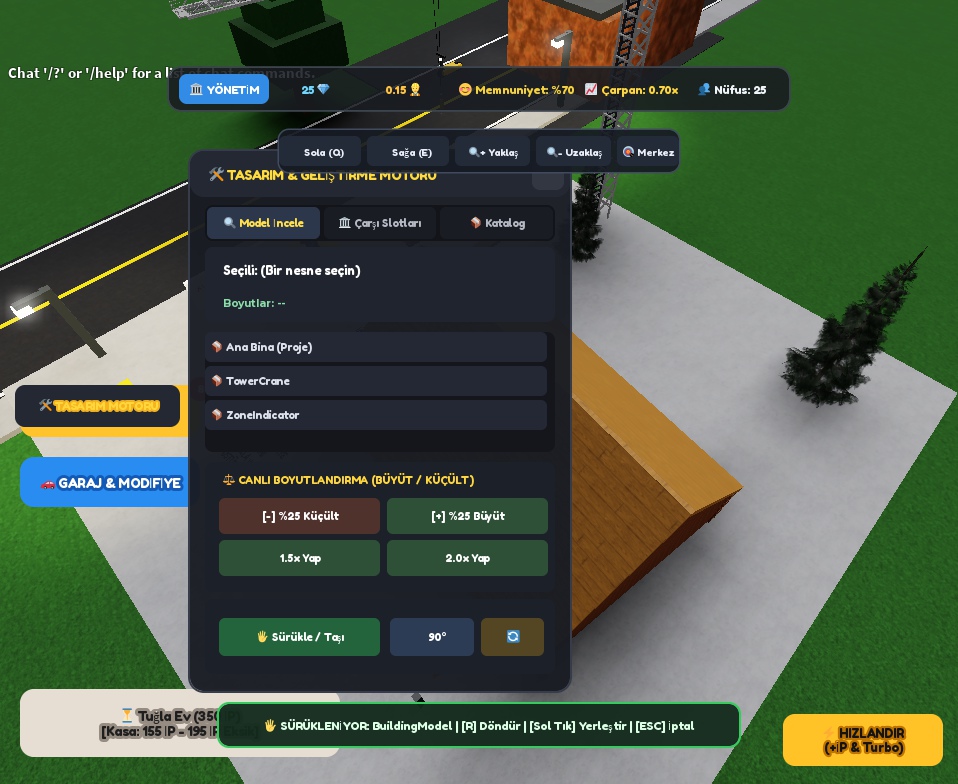 Chat '/?' or '/help' for a list of chat commands.
🏛️ YÖNETİM
25 💎
0.15 👷
😊 Memnuniyet: %70
📈 Çarpan: 0.70x
👥 Nüfus: 25
Sola (Q)
Sağa (E)
🔍+ Yaklaş
🔍- Uzaklaş
🎯 Merkez
🛠️ TASARIM & GELİŞTİRME MOTORU
🔍 Model İncele
🏛️ Çarşı Slotları
📦 Katalog
Seçili: (Bir nesne seçin)
Boyutlar: --
📦 Ana Bina (Proje)
📦 TowerCrane
📦 ZoneIndicator
🛠️ TASARIM MOTORU
🚗 GARAJ & MODİFİYE
⚖️ CANLI BOYUTLANDIRMA (BÜYÜT / KÜÇÜLT)
[-] %25 Küçült
[+] %25 Büyüt
1.5x Yap
2.0x Yap
🖐️ Sürükle / Taşı
90°
🔄
⏳ Tuğla Ev (350
[Kasa: 155 İP - 195 İP
🖐️ SÜRÜKLENİYOR: BuildingModel | [R] Döndür | [Sol Tık] Yerleştir | [ESC] İptal
⚡ HIZLANDIR
(+İP & Turbo)